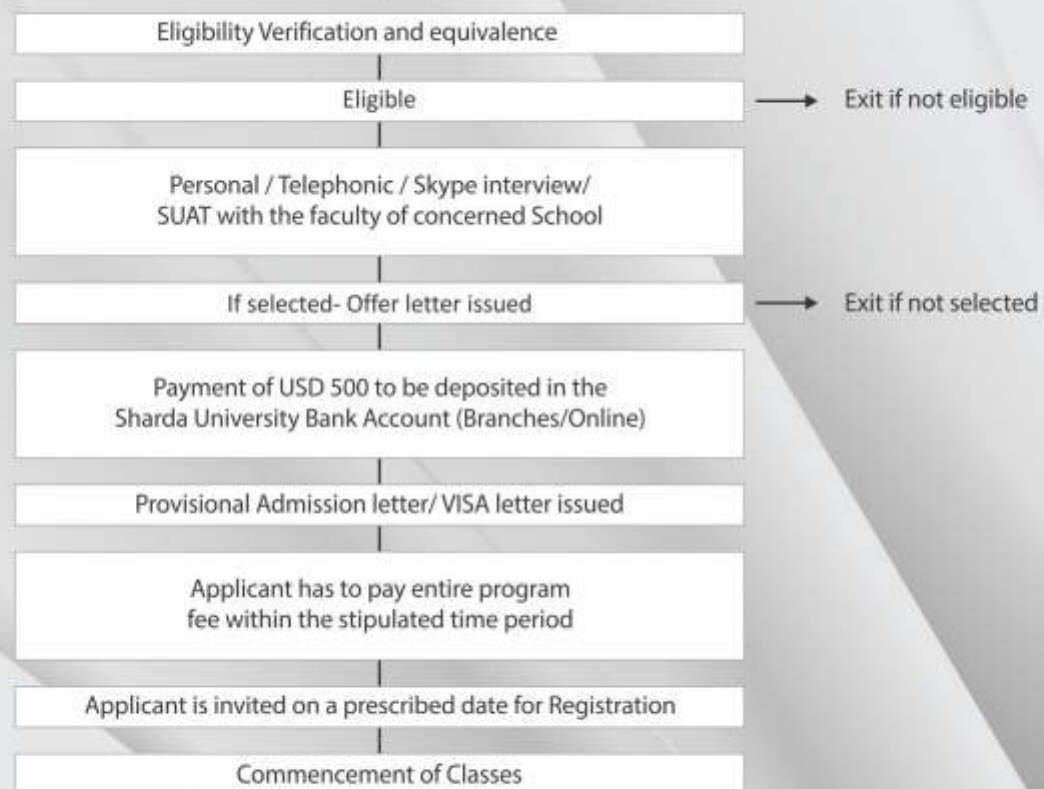 Eligibility Verification and equivalence
Eligible
Exit if not eligible
Personal / Telephonic / Skype interview/
SUAT with the faculty of concerned School
If selected- Offer letter issued
Exit if not selected
Payment of USD 500 to be deposited in the
Sharda University Bank Account (Branches/Online)
Provisional Admission letter/ VISA letter issued
Applicant has to pay entire program
fee within the stipulated time period
Applicant is invited on a prescribed date for Registration
Commencement of Classes